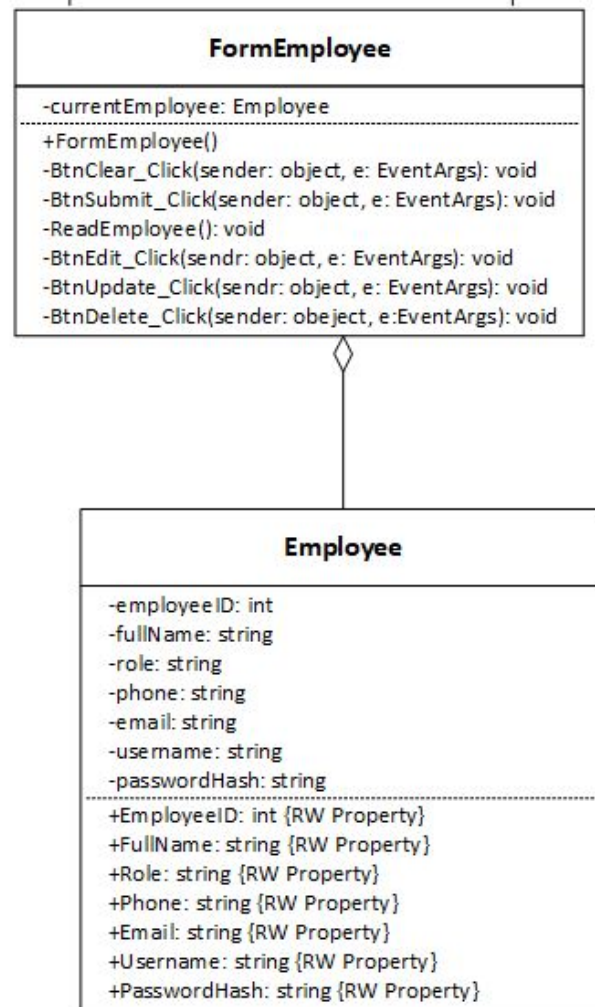 FormEmployee
-currentEmployee: Employee
+FormEmployee()
-BtnClear_Click(sender: object, e: EventArgs): void
-BtnSubmit_Click(sender: object, e: EventArgs): void
-ReadEmployee(): void
-BtnEdit_Click(sendr: object, e: EventArgs): void
-BtnUpdate_Click(sendr: object, e: EventArgs): void
-BtnDelete_Click(sender: obeject, e:EventArgs): void
Employee
-employeeID: int
-fullName: string
-role: string
-phone: string
-email: string
-username: string
-passwordHash: string
+EmployeeID: int {RW Property}
+FullName: string {RW Property}
+Role: string {RW Property}
+Phone: string {RW Property}
+Email: string {RW Property}
+Username: string {RW Property}
+PasswordHash: string {RW Property}